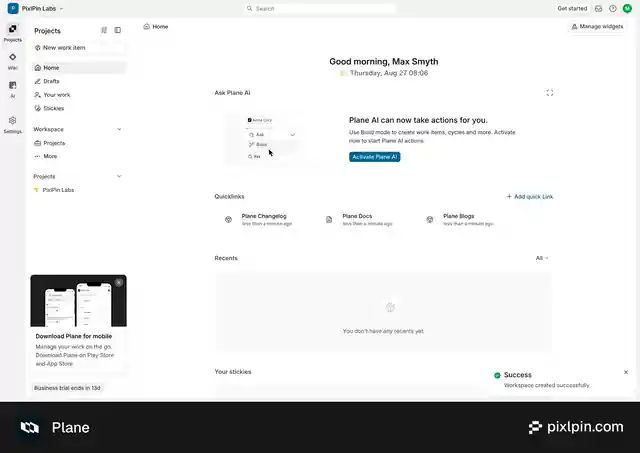 PixlPin Labs
Search
Get started
M
Projects
Wiki
AI
Settings
Projects
New work item
Home
Drafts
Your work
Stickies
Workspace
Projects
More
Projects
PixlPin Labs
Download Plane for mobile
Manage your work on the go.
Download Plane on Play Store
and App Store
Business trial ends in 13d
Home
Manage widgets
Good morning, Max Smyth
Thursday, Aug 27 08:06
Ask Plane AI
Acme Corp
Ask
Build
Ask
Plane AI can now take actions for you.
Use Build mode to create work items, cycles and more. Activate
now to start Plane AI actions.
Activate Plane AI
Quicklinks
+ Add quick Link
Plane Changelog
less than a minute ago
Plane Docs
less than a minute ago
Plane Blogs
less than a minute ago
Recents
All
You don't have any recents yet.
Your stickies
Success
Workspace created successfully.
Plane
pixlpin.com